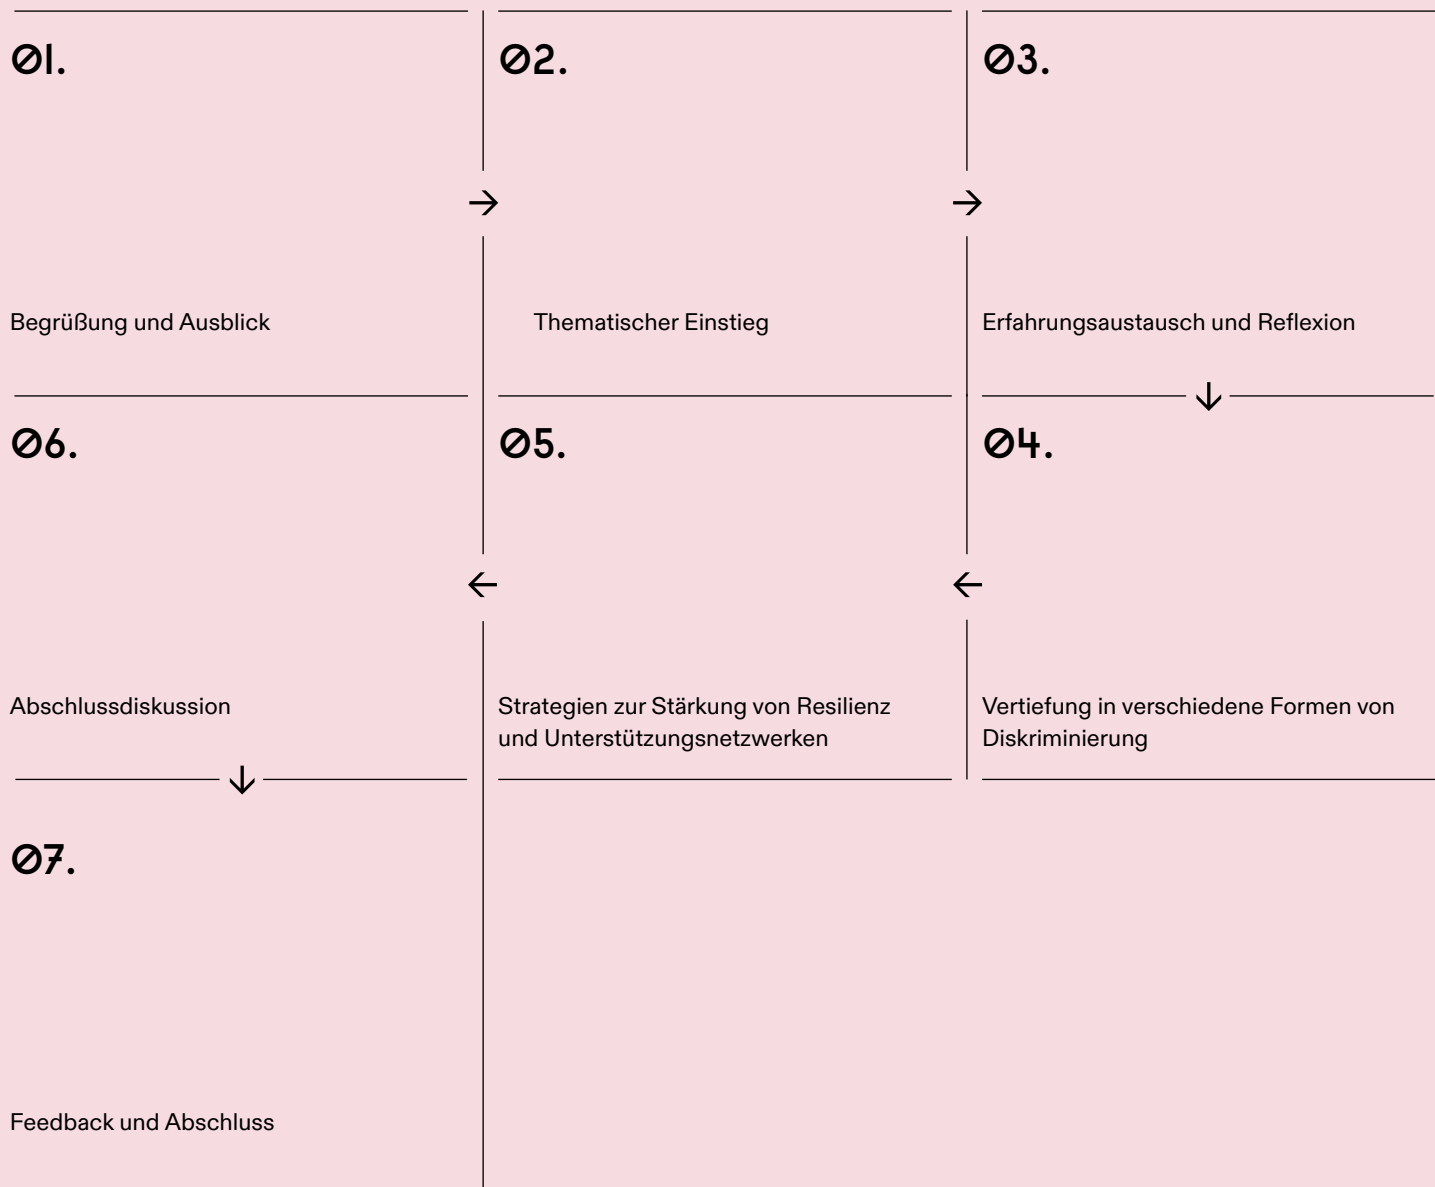 01.
Begrüßung und Ausblick
02.
Thematischer Einstieg
03.
Erfahrungsaustausch und Reflexion
04.
Vertiefung in verschiedene Formen von
Diskriminierung
05.
Strategien zur Stärkung von Resilienz
und Unterstützungsnetzwerken
06.
Abschlussdiskussion
07.
Feedback und Abschluss